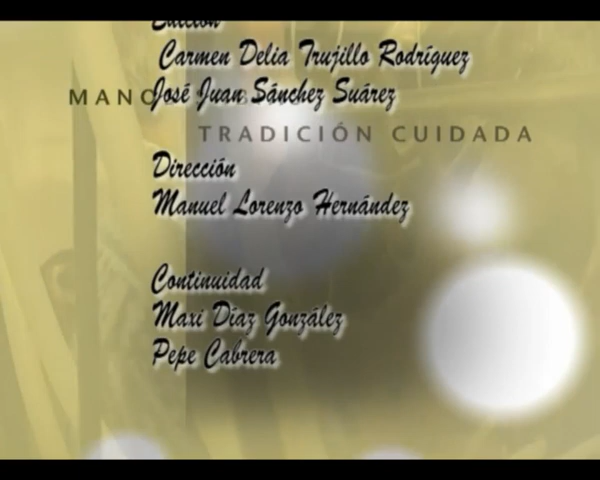 Edición
Carmen Delia Trujillo Rodríguez
José Juan Sánchez Suárez
TRADICIÓN CUIDADA
Dirección
Manuel Lorenzo Hernández
Continuidad
Maxi Díaz González
Pepe Cabrera